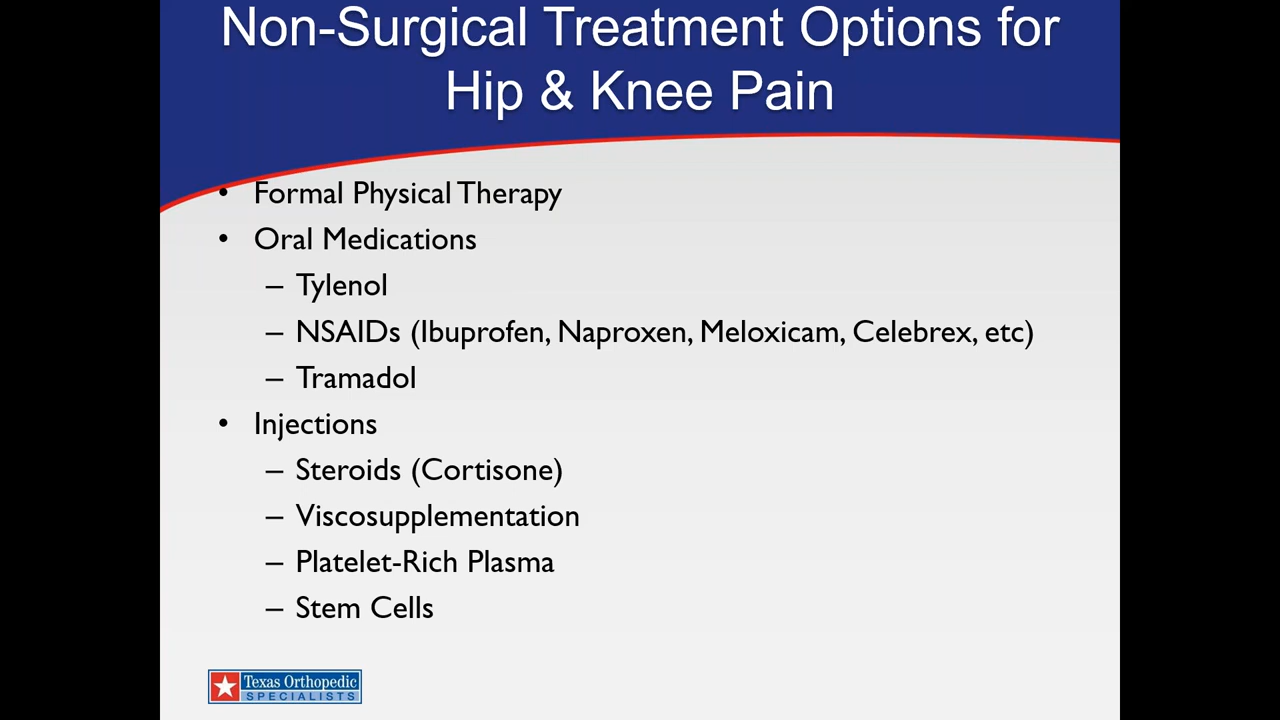 Non-Surgical Treatment Options for
Hip & Knee Pain
• Formal Physical Therapy
• Oral Medications
– Tylenol
– NSAIDs (Ibuprofen, Naproxen, Meloxicam, Celebrex, etc)
– Tramadol
• Injections
– Steroids (Cortisone)
– Viscosupplementation
– Platelet-Rich Plasma
– Stem Cells
Texas Orthopedic
SPECIALISTS